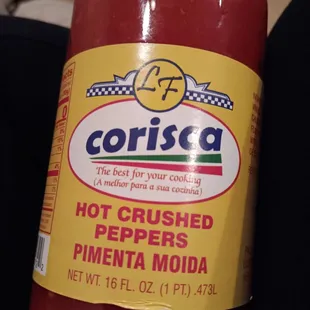 LF
corisca
The best for your cooking
(A melhor para a sua cozinha)
HOT CRUSHED
PEPPERS
PIMENTA MOIDA
NET WT. 16 FL. OZ. (1 PT.) .473L